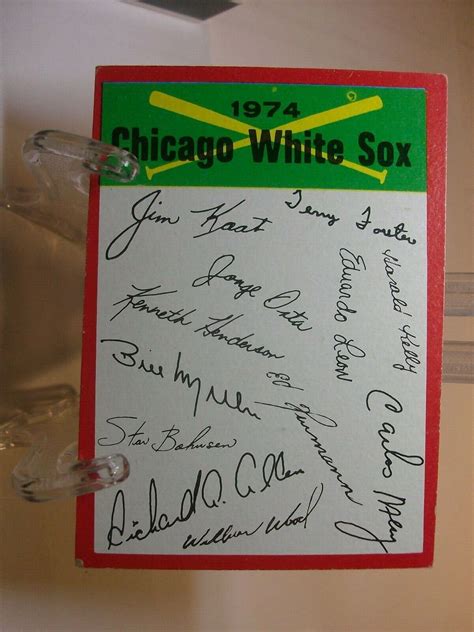 1974
Chicago White Sox
Jim Kaat
Terry Forster
Harold Kelly
Jorge Orta
Eduardo Leon
Kenneth Henderson
Bill Melton
Ed Herrmann
Carlos May
Stan Bahnsen
Richard A. Allen
Wilbur Wood